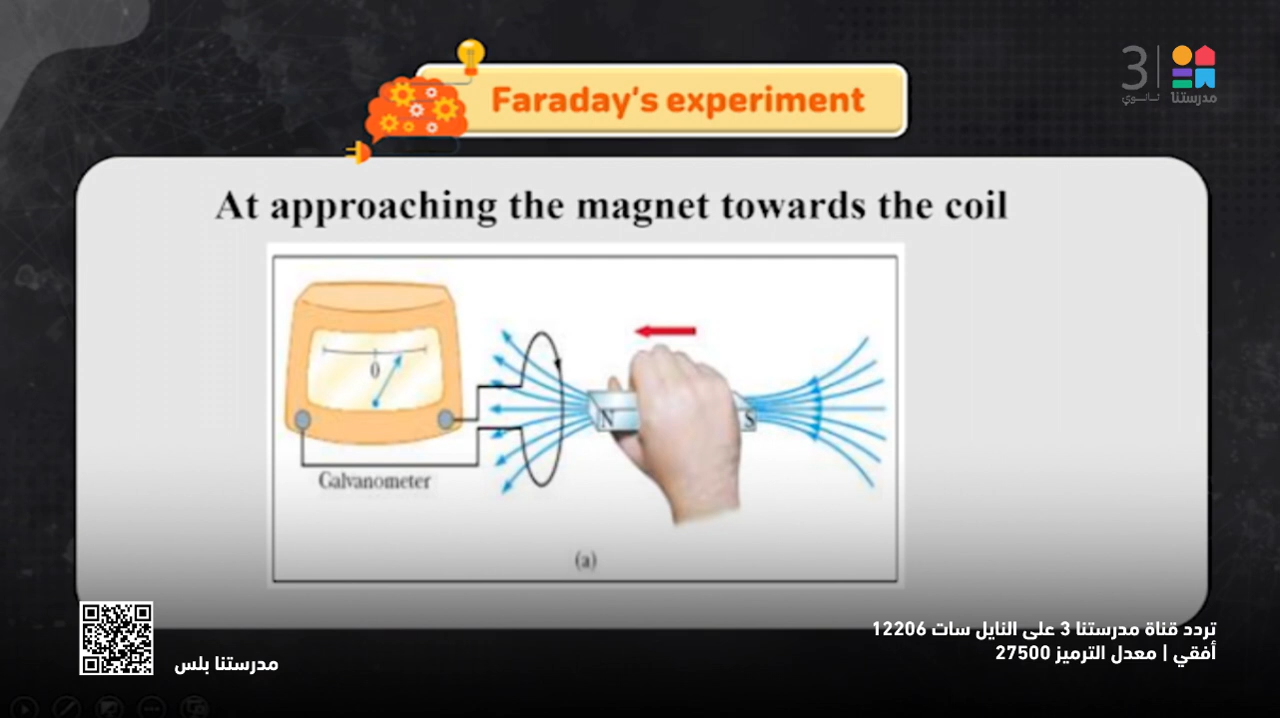 Faraday's experiment
3
ثانوي
مدرستنا
At approaching the magnet towards the coil
0
N
S
Galvanometer
(a)
تردد قناة مدرستنا 3 على النايل سات 12206
أفقي | معدل الترميز 27500
مدرستنا بلس